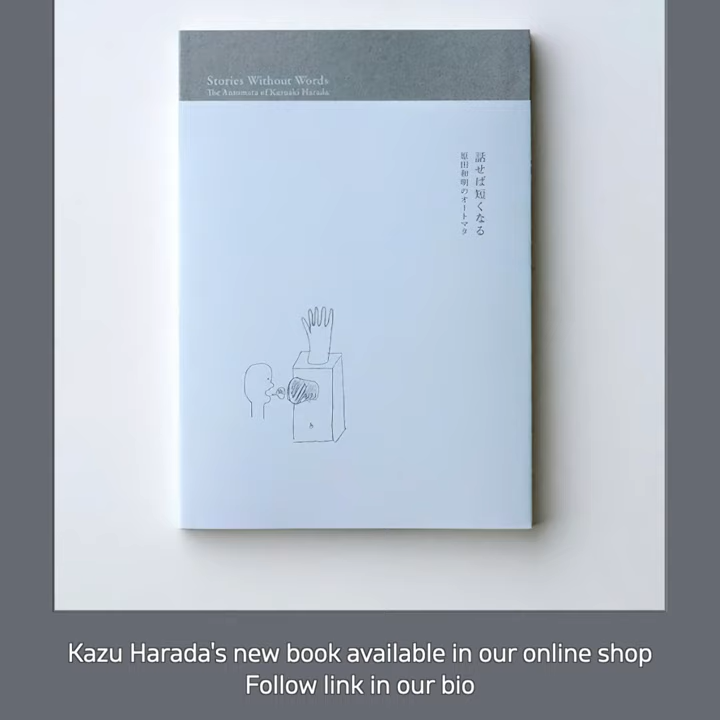 Stories Without Words
The Automata of Kazuaki Harada
話せば短くなる
原田和明のオートマタ
Kazu Harada's new book available in our online shop
Follow link in our bio